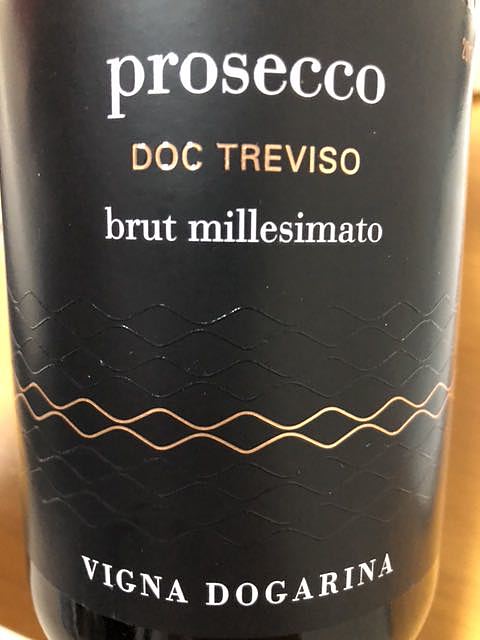 prosecco
DOC TREVISO
brut millesimato
VIGNA DOGARINA